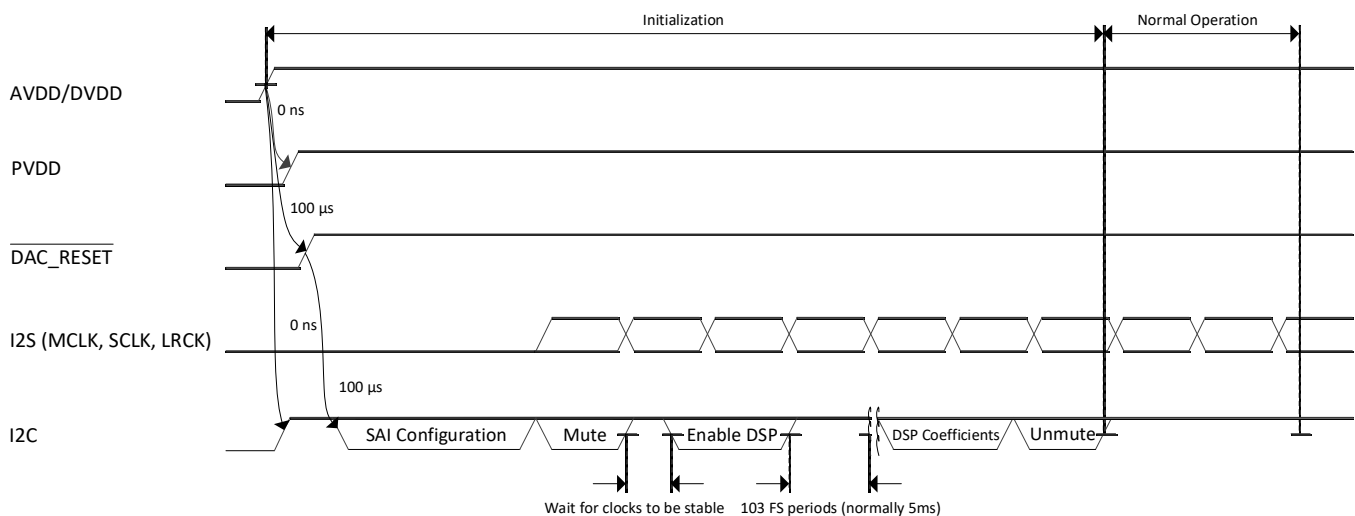 Initialization
Normal Operation
AVDD/DVDD
0 ns
PVDD
100 µs
DAC_RESET
0 ns
I2S (MCLK, SCLK, LRCK)
100 µs
I2C
SAI Configuration
Mute
Enable DSP
DSP Coefficients
Unmute
Wait for clocks to be stable
103 FS periods (normally 5ms)